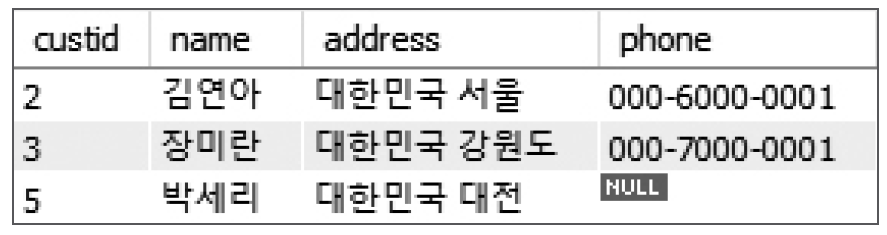 custid name address phone
2 김연아 대한민국 서울 000-6000-0001
3 장미란 대한민국 강원도 000-7000-0001
5 박세리 대한민국 대전 NULL